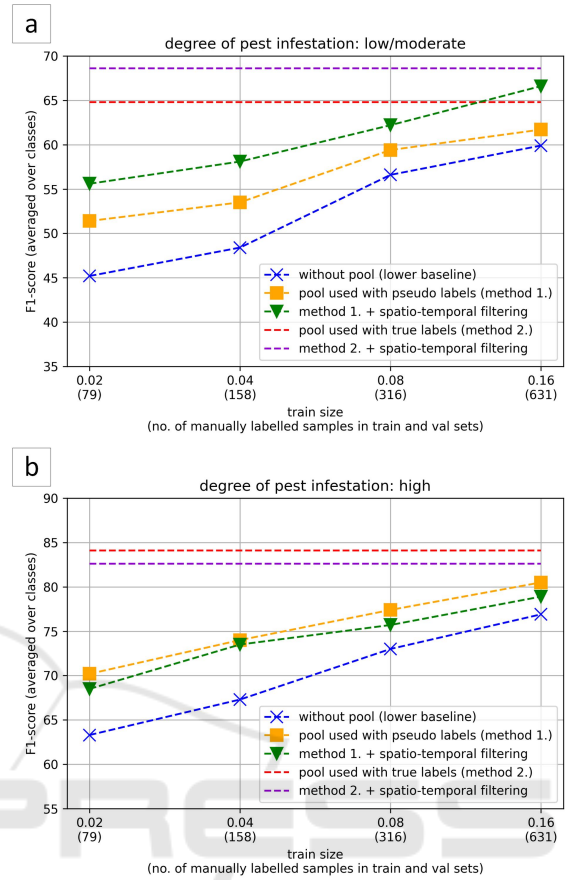 a
degree of pest infestation: low/moderate
F1-score (averaged over classes)
70
65
60
55
50
45
40
35
without pool (lower baseline)
pool used with pseudo labels (method 1.)
method 1. + spatio-temporal filtering
pool used with true labels (method 2.)
method 2. + spatio-temporal filtering
0.02 0.04 0.08 0.16
(79) (158) (316) (631)
train size
(no. of manually labelled samples in train and val sets)
b
degree of pest infestation: high
F1-score (averaged over classes)
90
85
80
75
70
65
60
55
without pool (lower baseline)
pool used with pseudo labels (method 1.)
method 1. + spatio-temporal filtering
pool used with true labels (method 2.)
method 2. + spatio-temporal filtering
0.02 0.04 0.08 0.16
(79) (158) (316) (631)
train size
(no. of manually labelled samples in train and val sets)
PRESS